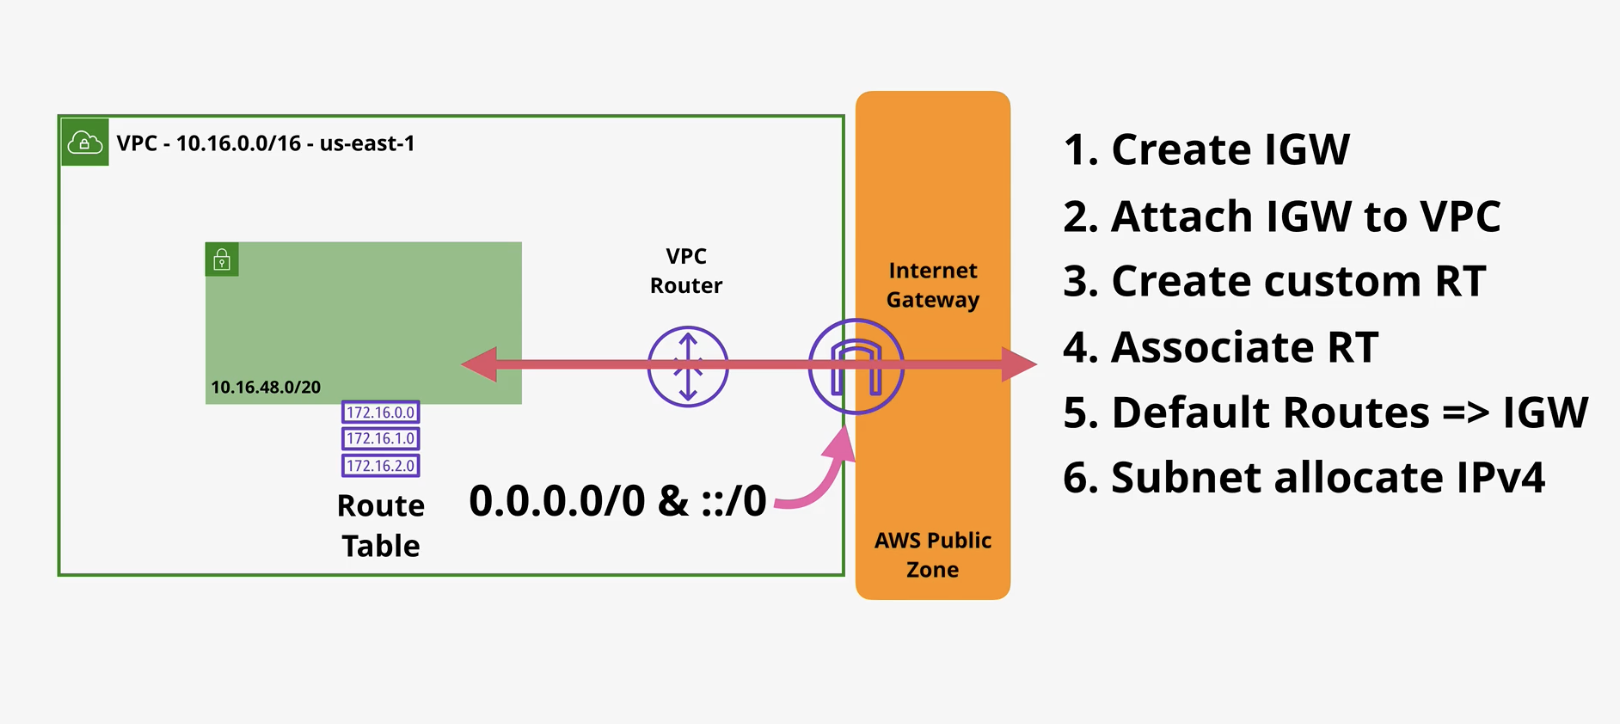 VPC - 10.16.0.0/16 - us-east-1
10.16.48.0/20
172.16.0.0
172.16.1.0
172.16.2.0
Route
Table
VPC
Router
0.0.0.0/0 & ::/0
Internet
Gateway
AWS Public
Zone
1. Create IGW
2. Attach IGW to VPC
3. Create custom RT
4. Associate RT
5. Default Routes => IGW
6. Subnet allocate IPv4